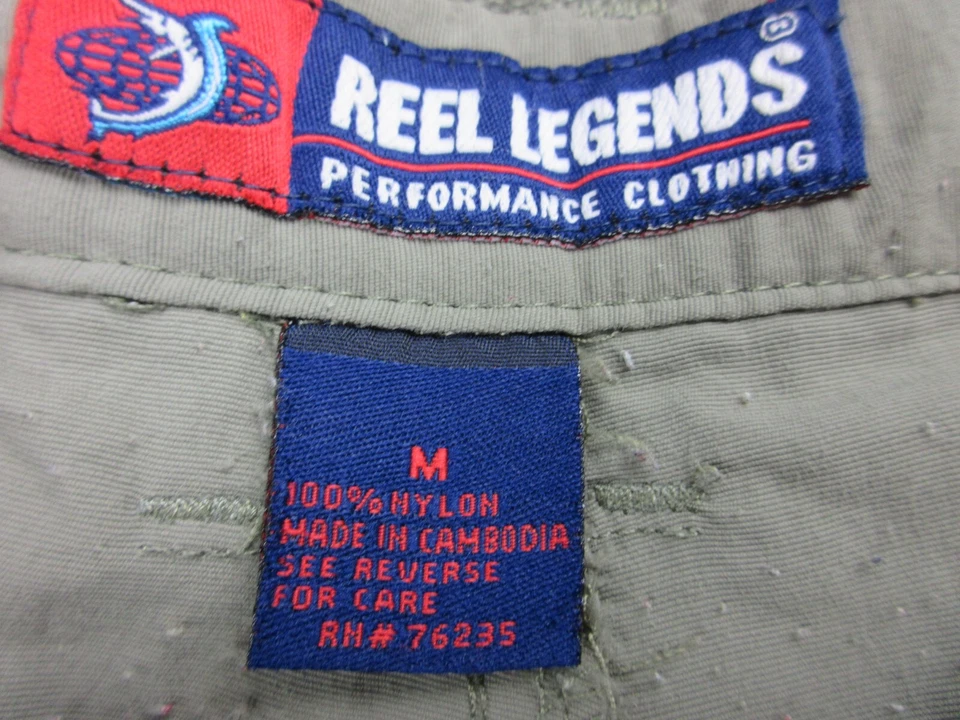 REEL LEGENDS®
PERFORMANCE CLOTHING
M
100% NYLON
MADE IN CAMBODIA
SEE REVERSE
FOR CARE
RN# 76235